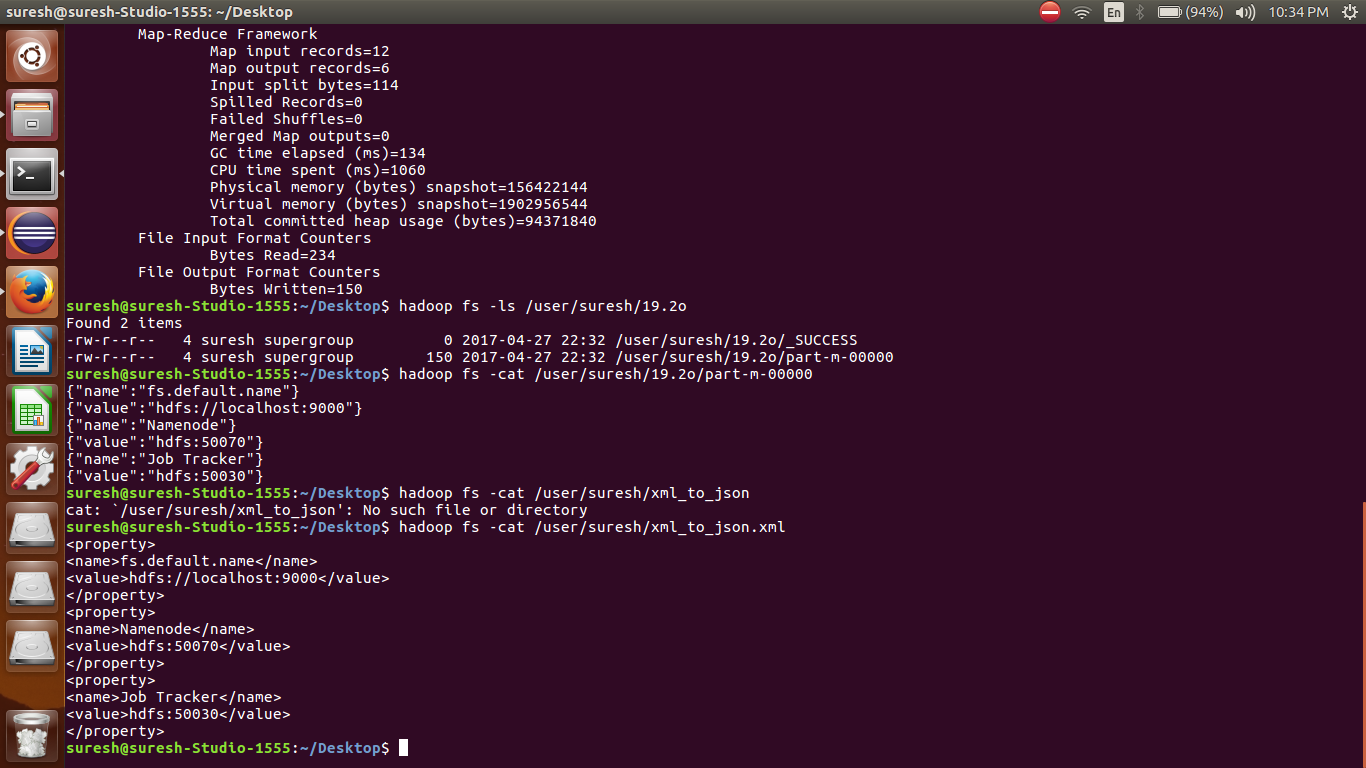 suresh@suresh-Studio-1555: ~/Desktop
En
(94%)
10:34 PM
Map-Reduce Framework
Map input records=12
Map output records=6
Input split bytes=114
Spilled Records=0
Failed Shuffles=0
Merged Map outputs=0
GC time elapsed (ms)=134
CPU time spent (ms)=1060
Physical memory (bytes) snapshot=156422144
Virtual memory (bytes) snapshot=1902956544
Total committed heap usage (bytes)=94371840
File Input Format Counters
Bytes Read=234
File Output Format Counters
Bytes Written=150
suresh@suresh-Studio-1555:~/Desktop$ hadoop fs -ls /user/suresh/19.2o
Found 2 items
-rw-r--r--   4 suresh supergroup          0 2017-04-27 22:32 /user/suresh/19.2o/_SUCCESS
-rw-r--r--   4 suresh supergroup        150 2017-04-27 22:32 /user/suresh/19.2o/part-m-00000
suresh@suresh-Studio-1555:~/Desktop$ hadoop fs -cat /user/suresh/19.2o/part-m-00000
{"name":"fs.default.name"}
{"value":"hdfs://localhost:9000"}
{"name":"Namenode"}
{"value":"hdfs:50070"}
{"name":"Job Tracker"}
{"value":"hdfs:50030"}
suresh@suresh-Studio-1555:~/Desktop$ hadoop fs -cat /user/suresh/xml_to_json
cat: `/user/suresh/xml_to_json': No such file or directory
suresh@suresh-Studio-1555:~/Desktop$ hadoop fs -cat /user/suresh/xml_to_json.xml
<property>
<name>fs.default.name</name>
<value>hdfs://localhost:9000</value>
</property>
<property>
<name>Namenode</name>
<value>hdfs:50070</value>
</property>
<property>
<name>Job Tracker</name>
<value>hdfs:50030</value>
</property>
suresh@suresh-Studio-1555:~/Desktop$